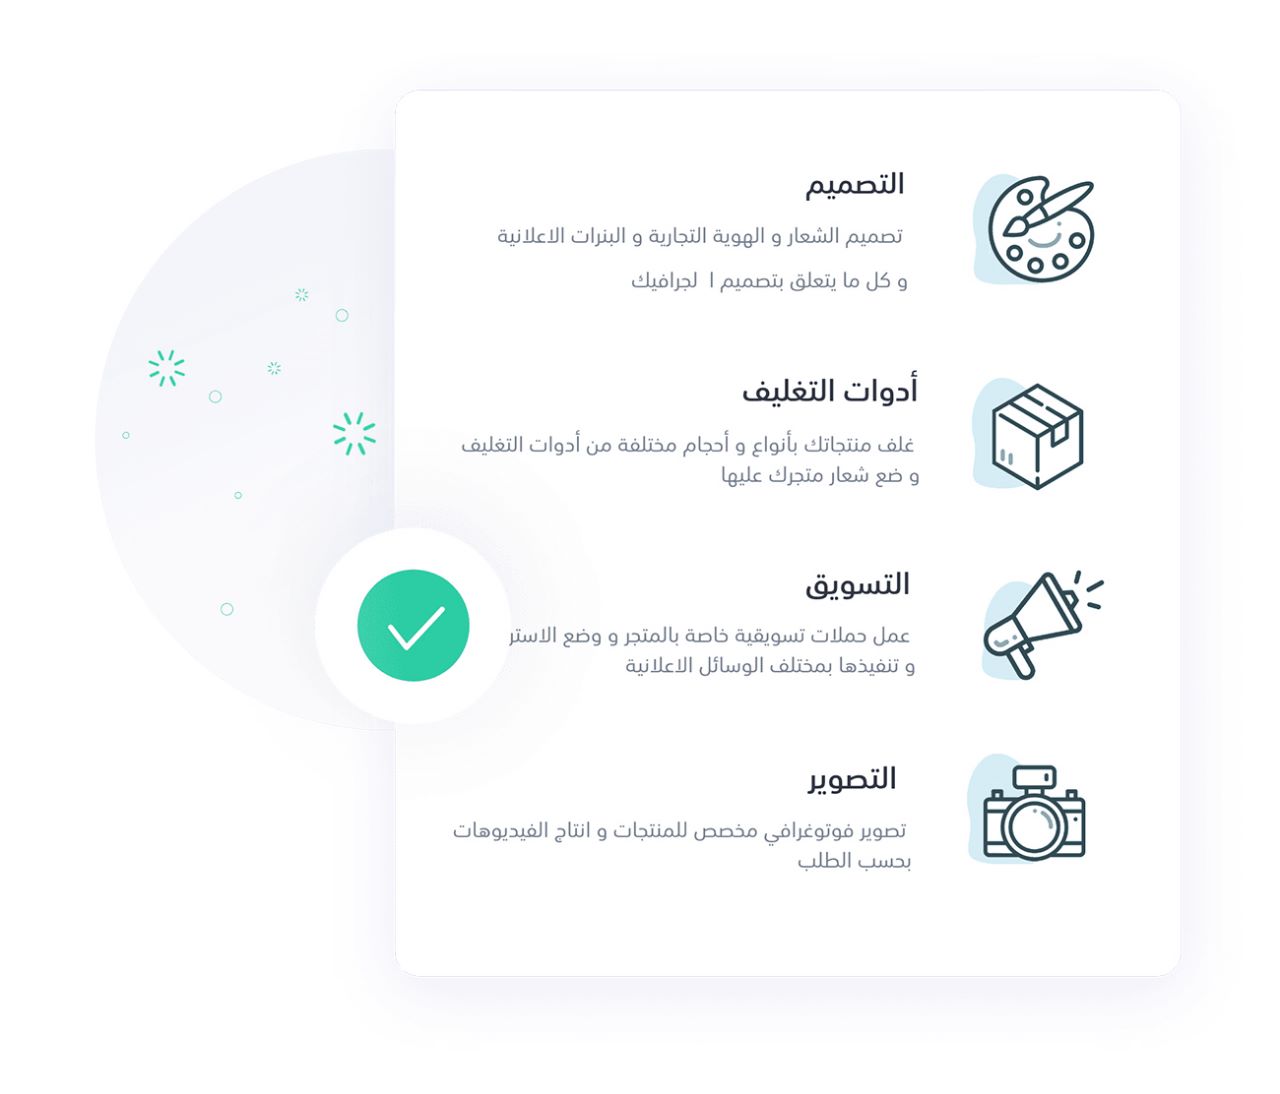 التصميم
تصميم الشعار و الهوية التجارية و البنرات الاعلانية
و كل ما يتعلق بتصميم ا لجرافيك
أدوات التغليف
غلف منتجاتك بأنواع و أحجام مختلفة من أدوات التغليف
و ضع شعار متجرك عليها
التسويق
عمل حملات تسويقية خاصة بالمتجر و وضع
و تنفيذها بمختلف الوسائل الاعلانية
التصوير
تصوير فوتوغرافي مخصص للمنتجات و انتاج الفيديوهات
بحسب الطلب